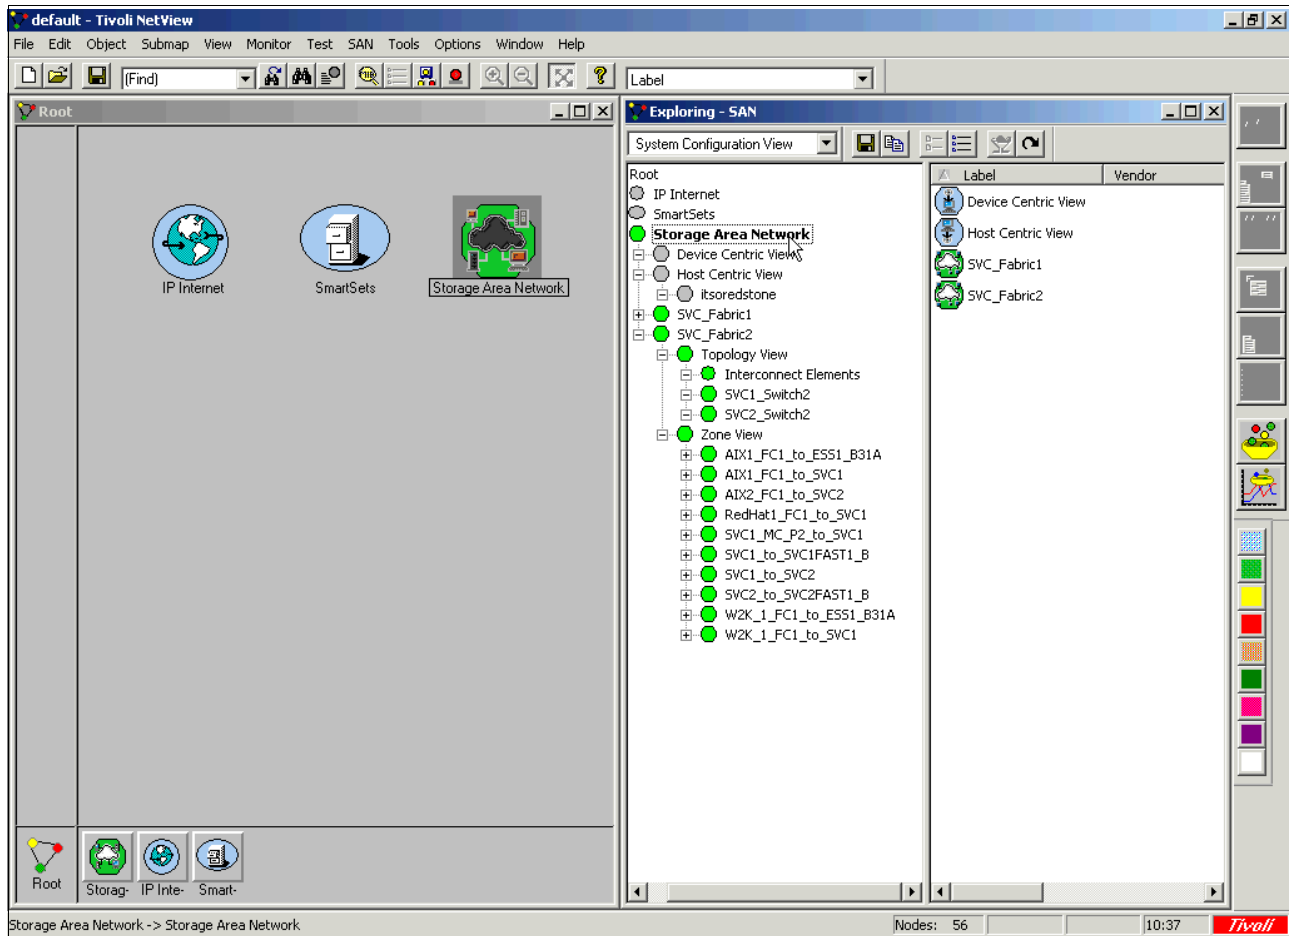 default - Tivoli NetView
File Edit Object Submap View Monitor Test SAN Tools Options Window Help
(Find)
Label
Root
IP Internet
SmartSets
Storage Area Network
Root
Storag-
IP Inte-
Smart-
Exploring - SAN
System Configuration View
Root
IP Internet
SmartSets
Storage Area Network
Device Centric View
Host Centric View
itsoredstone
SVC_Fabric1
SVC_Fabric2
Topology View
Interconnect Elements
SVC1_Switch2
SVC2_Switch2
Zone View
AIX1_FC1_to_ESS1_B31A
AIX1_FC1_to_SVC1
AIX2_FC1_to_SVC2
RedHat1_FC1_to_SVC1
SVC1_MC_P2_to_SVC1
SVC1_to_SVC1FAST1_B
SVC1_to_SVC2
SVC2_to_SVC2FAST1_B
W2K_1_FC1_to_ESS1_B31A
W2K_1_FC1_to_SVC1
Label Vendor
Device Centric View
Host Centric View
SVC_Fabric1
SVC_Fabric2
Storage Area Network -> Storage Area Network
Nodes: 56
10:37
Tivoli